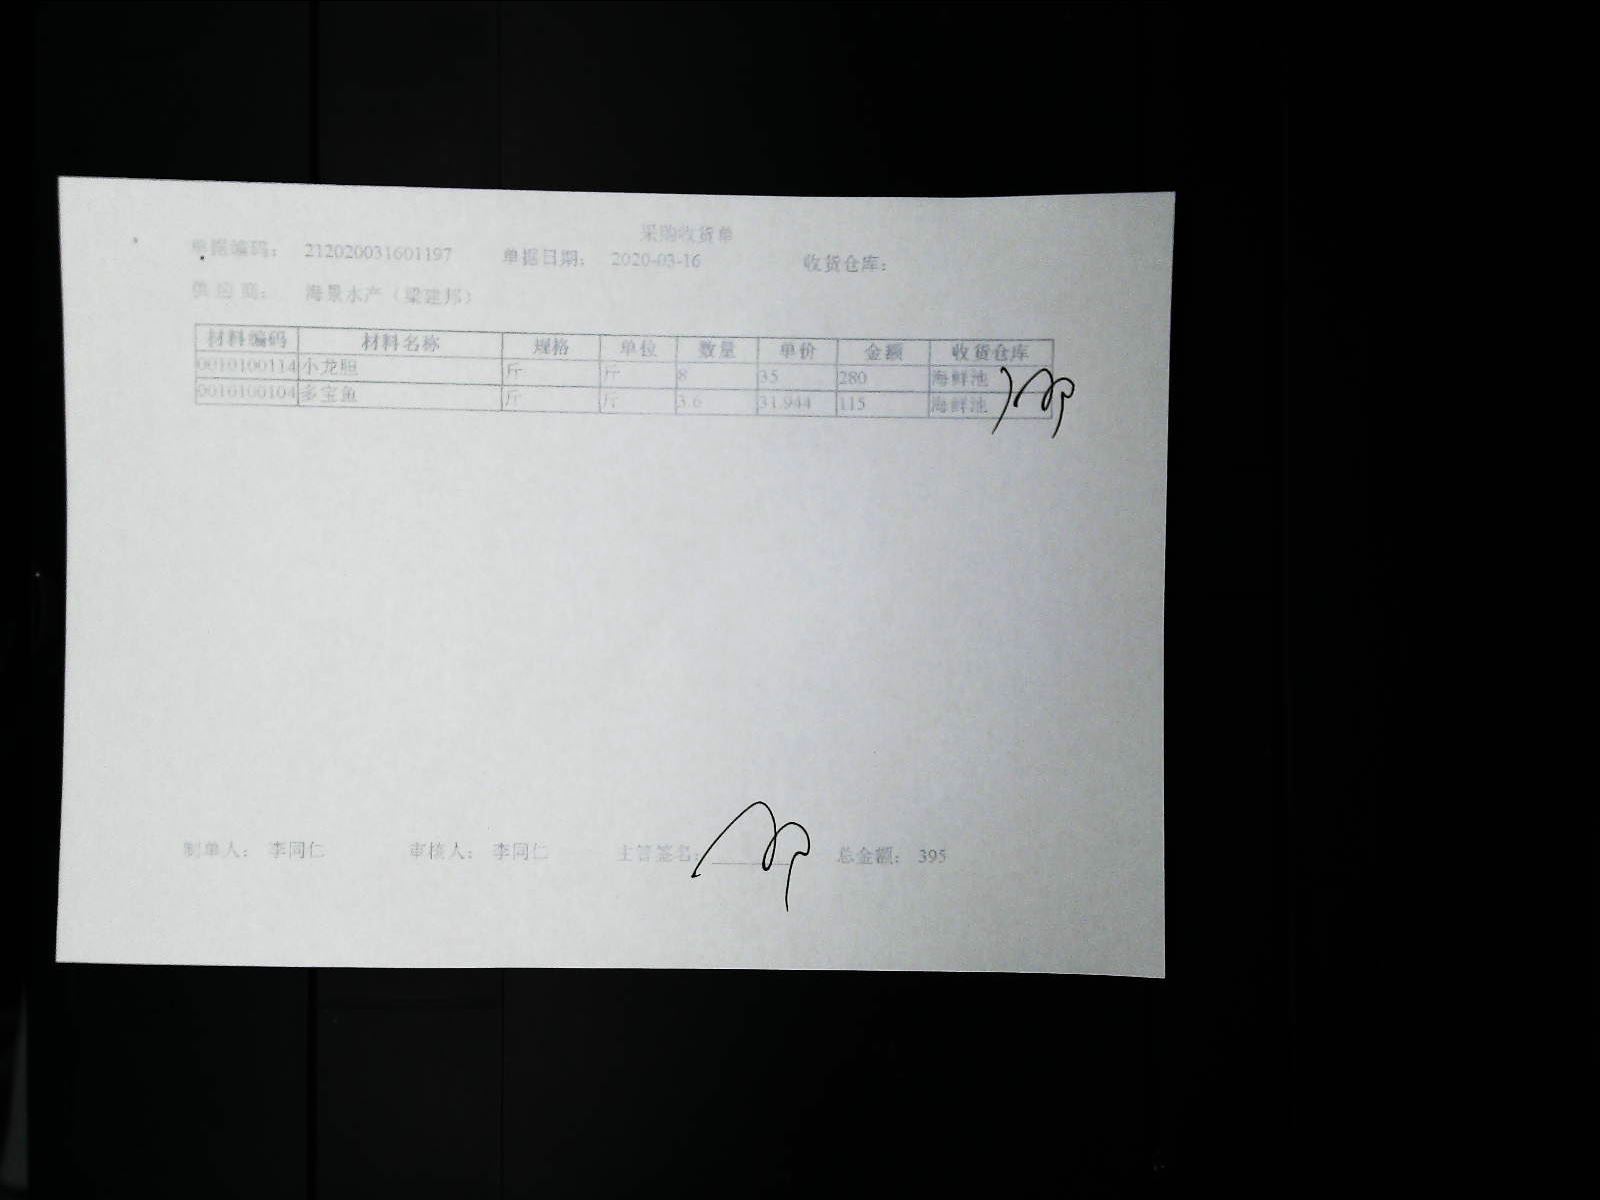 采购收货单
单据编码： 212020031601197 单据日期： 2020-03-16 收货仓库：
供应商： 海景水产（梁建邦）
材料编码 材料名称 规格 单位 数量 单价 金额 收货仓库
0010100114 小龙胆 斤 斤 8 35 280 海鲜池
0010100104 多宝鱼 斤 斤 3.6 31.944 115 海鲜池
制单人： 李同仁 审核人： 李同仁 主管签名： 总金额： 395